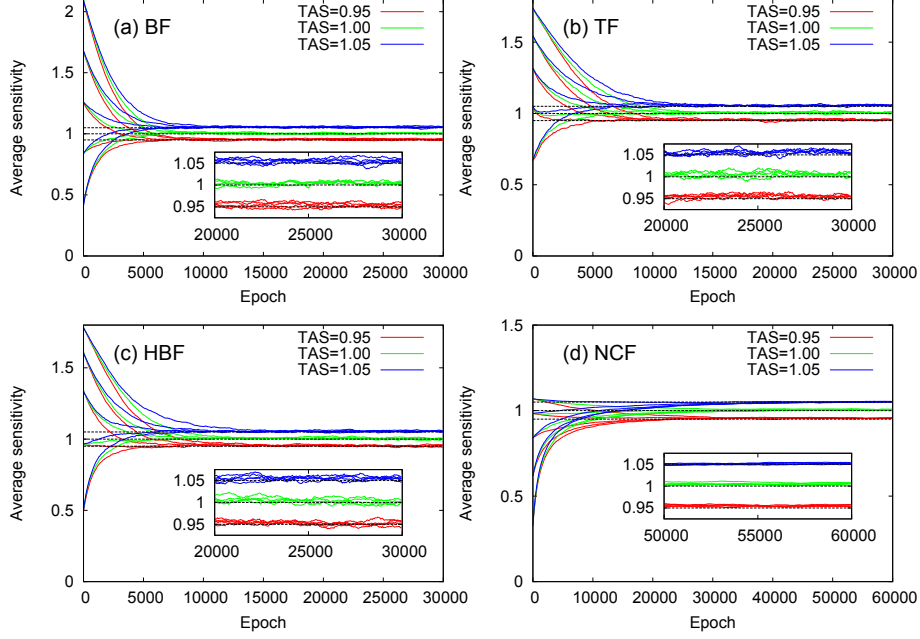 (a) BF
TAS=0.95
TAS=1.00
TAS=1.05
2
1.5
1
0.5
0
Average sensitivity
1.05
1
0.95
20000 25000 30000
0 5000 10000 15000 20000 25000 30000
Epoch
(b) TF
TAS=0.95
TAS=1.00
TAS=1.05
1.5
1
0.5
0
Average sensitivity
1.05
1
0.95
20000 25000 30000
0 5000 10000 15000 20000 25000 30000
Epoch
(c) HBF
TAS=0.95
TAS=1.00
TAS=1.05
1.5
1
0.5
0
Average sensitivity
1.05
1
0.95
20000 25000 30000
0 5000 10000 15000 20000 25000 30000
Epoch
(d) NCF
TAS=0.95
TAS=1.00
TAS=1.05
1.5
1
0.5
0
Average sensitivity
1.05
1
0.95
50000 60000
0 10000 20000 30000 40000 50000 60000
Epoch